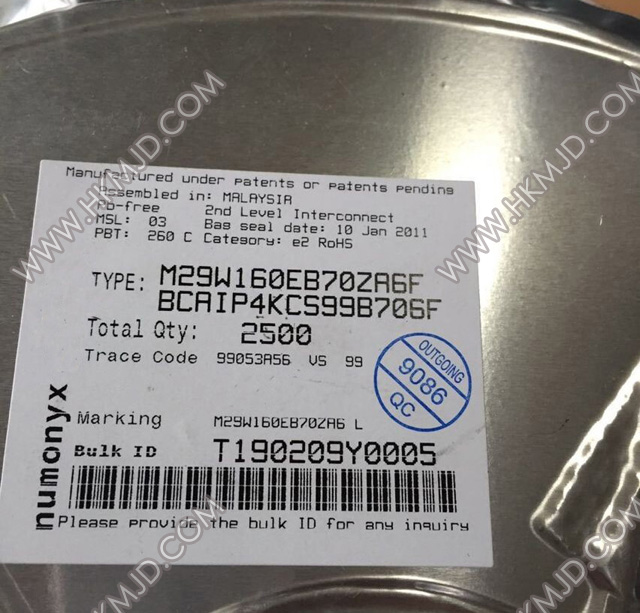 Manufactured under patents or patents pending
Assembled in: MALAYSIA
Pb-free 2nd Level Interconnect
MSL: 03 Bag seal date: 10 Jan 2011
PBT: 260 C Category: e2 RoHS
TYPE: M29W160EB70ZA6F
BCAIP4KCS99B706F
Total Qty: 2500
Trace Code 99053A56 VS 99
OUTGOING
9086
QC
Marking M29W160EB70ZA6 L
Bulk ID T190209Y0005
numonyx
Please provide the bulk ID for any inquiry
WWW.HKMJD.COM
WWW.HKMJD.COM
WWW.HKMJD.COM
WWW.HKMJD.COM